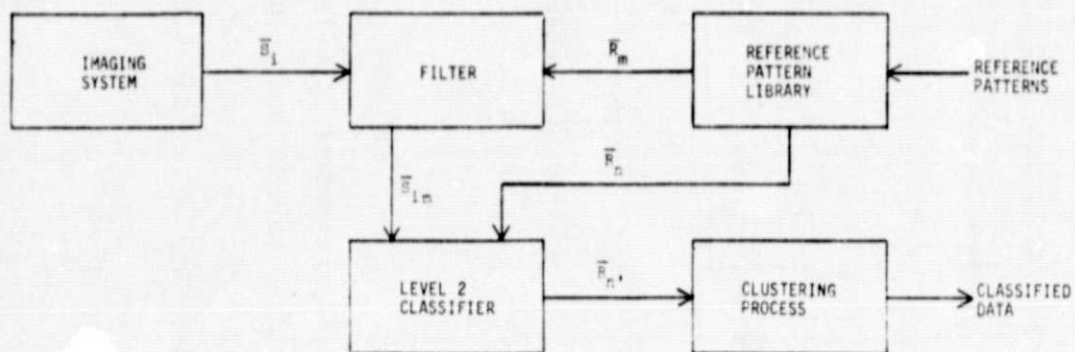 IMAGING
SYSTEM
S̅i
FILTER
R̅m
REFERENCE
PATTERN
LIBRARY
REFERENCE
PATTERNS
S̅im
R̅n
LEVEL 2
CLASSIFIER
R̅n'
CLUSTERING
PROCESS
CLASSIFIED
DATA